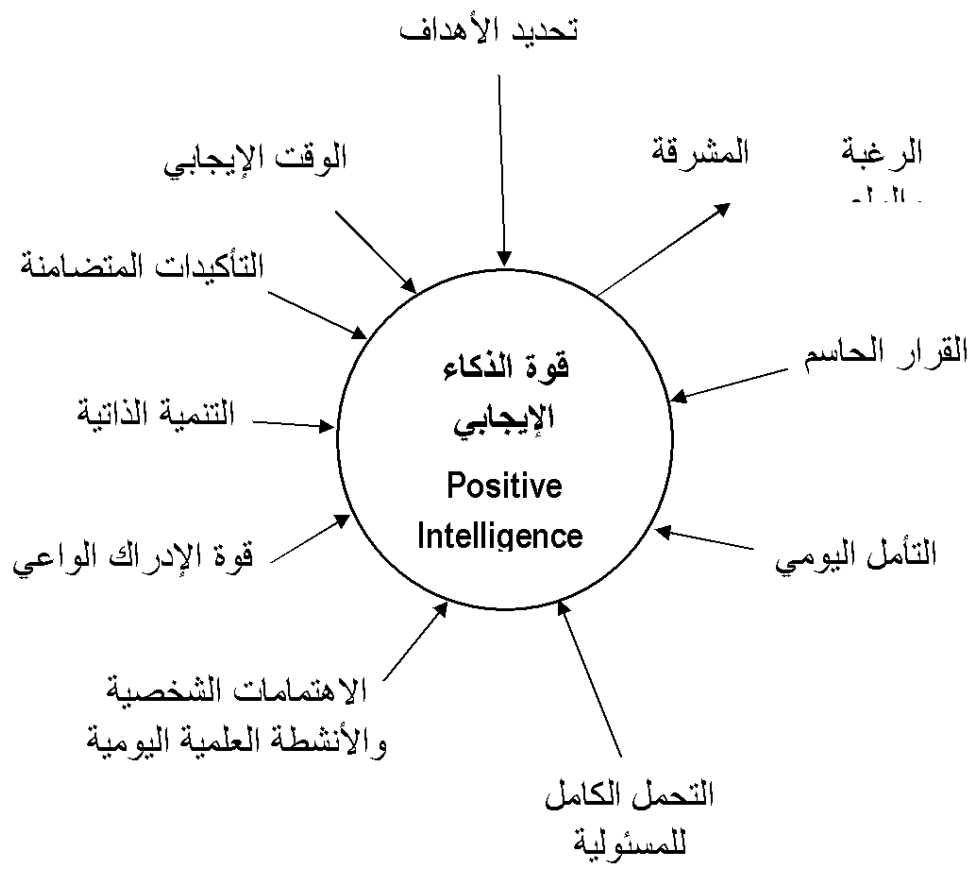 تحديد الأهداف
الرغبة المشرقة
الوقت الإيجابي
التأكيدات المتضامنة
القرار الحاسم
قوة الذكاء
الإيجابي
Positive
Intelligence
التنمية الذاتية
التأمل اليومي
قوة الإدراك الواعي
الاهتمامات الشخصية
والأنشطة العلمية اليومية
التحمل الكامل
للمسئولية